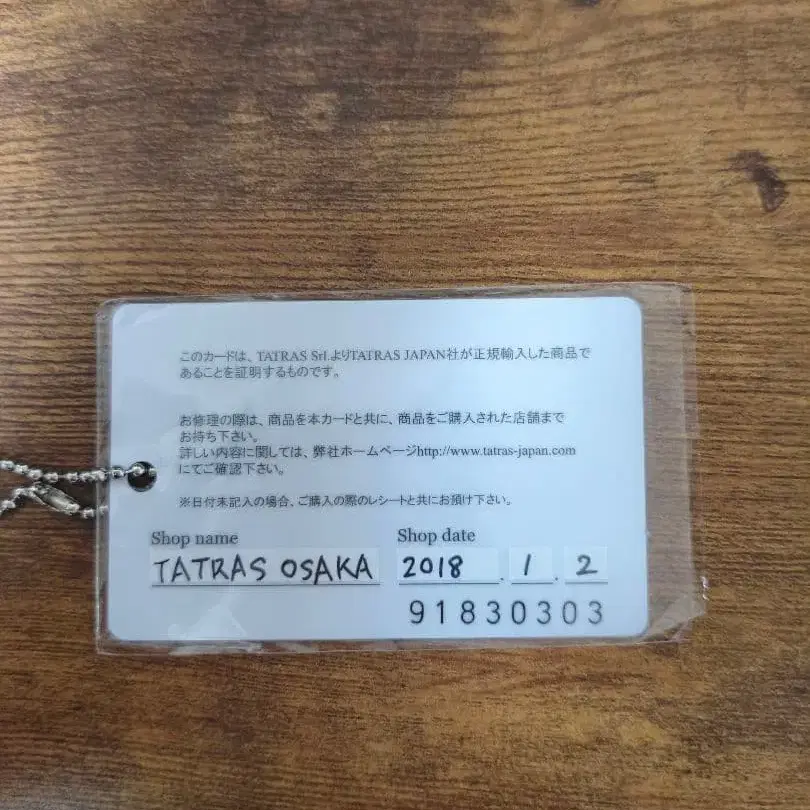 このカードは、TATRAS Srl.よりTATRAS JAPAN社が正規輸入した商品で
あることを証明するものです。
お修理の際は、商品を本カードと共に、商品をご購入された店舗まで
お持ち下さい。
詳しい内容に関しては、弊社ホームページhttp://www.tatras-japan.com
にてご確認下さい。
※日付未記入の場合、ご購入の際のレシートと共にお預け下さい。
Shop name Shop date
TATRAS OSAKA 2018 . 1 . 2
91830303